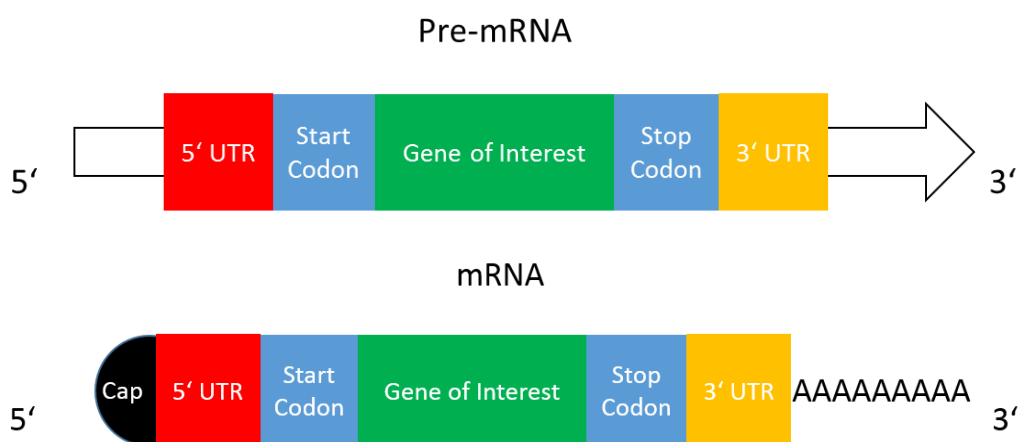 Pre-mRNA
5‘ UTR
Start
Codon
Gene of Interest
Stop
Codon
3‘ UTR
5‘
3‘
mRNA
Cap
5‘ UTR
Start
Codon
Gene of Interest
Stop
Codon
3‘ UTR
AAAAAAAAA
5‘
3‘